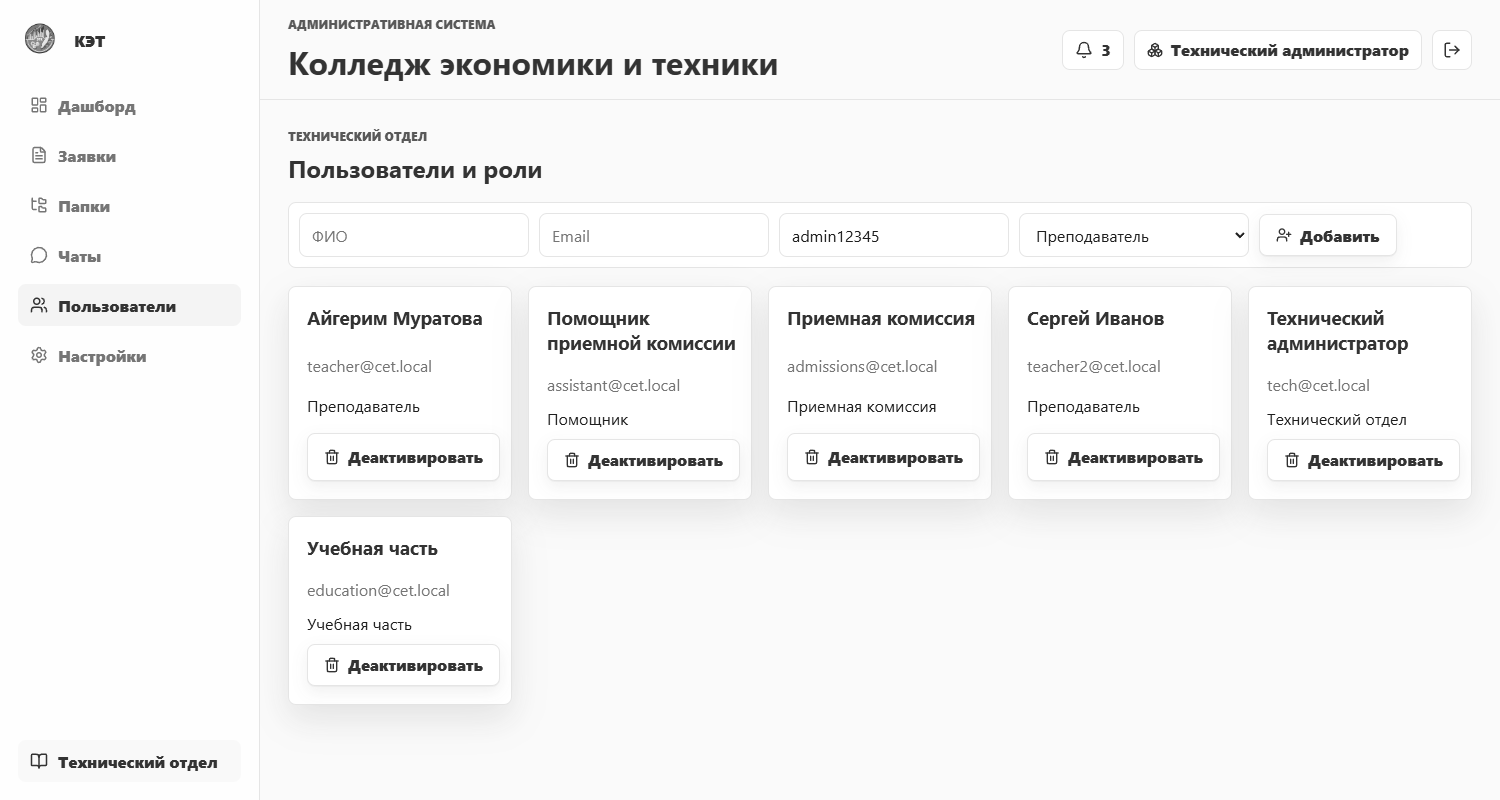 КЭТ
Дашборд
Заявки
Папки
Чаты
Пользователи
Настройки
Технический отдел
АДМИНИСТРАТИВНАЯ СИСТЕМА
Колледж экономики и техники
3
Технический администратор
ТЕХНИЧЕСКИЙ ОТДЕЛ
Пользователи и роли
ФИО
Email
admin12345
Преподаватель
Добавить
Айгерим Муратова
teacher@cet.local
Преподаватель
Деактивировать
Помощник
приемной комиссии
assistant@cet.local
Помощник
Деактивировать
Приемная комиссия
admissions@cet.local
Приемная комиссия
Деактивировать
Сергей Иванов
teacher2@cet.local
Преподаватель
Деактивировать
Технический
администратор
tech@cet.local
Технический отдел
Деактивировать
Учебная часть
education@cet.local
Учебная часть
Деактивировать